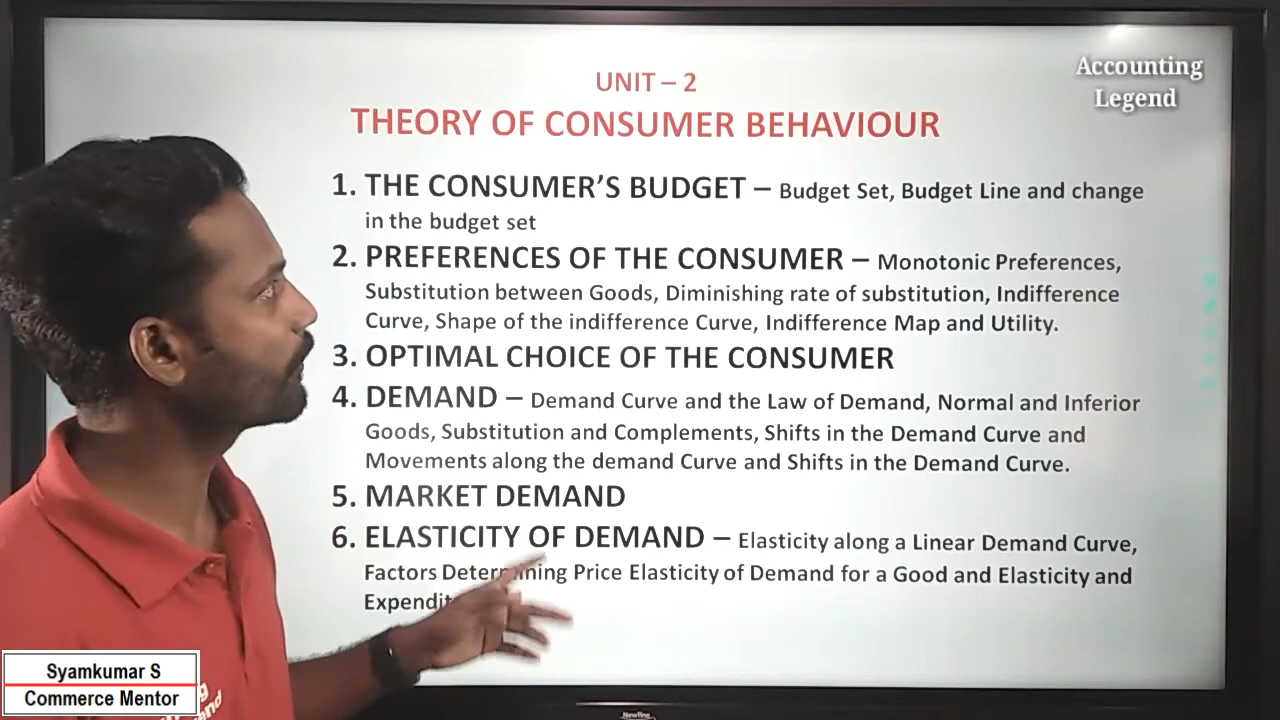 UNIT – 2
Accounting
Legend
THEORY OF CONSUMER BEHAVIOUR
1. THE CONSUMER'S BUDGET – Budget Set, Budget Line and change
in the budget set
2. PREFERENCES OF THE CONSUMER – Monotonic Preferences,
Substitution between Goods, Diminishing rate of substitution, Indifference
Curve, Shape of the indifference Curve, Indifference Map and Utility.
3. OPTIMAL CHOICE OF THE CONSUMER
4. DEMAND – Demand Curve and the Law of Demand, Normal and Inferior
Goods, Substitution and Complements, Shifts in the Demand Curve and
Movements along the demand Curve and Shifts in the Demand Curve.
5. MARKET DEMAND
6. ELASTICITY OF DEMAND – Elasticity along a Linear Demand Curve,
Factors Determining Price Elasticity of Demand for a Good and Elasticity and
Syamkumar S
Commerce Mentor
Newline